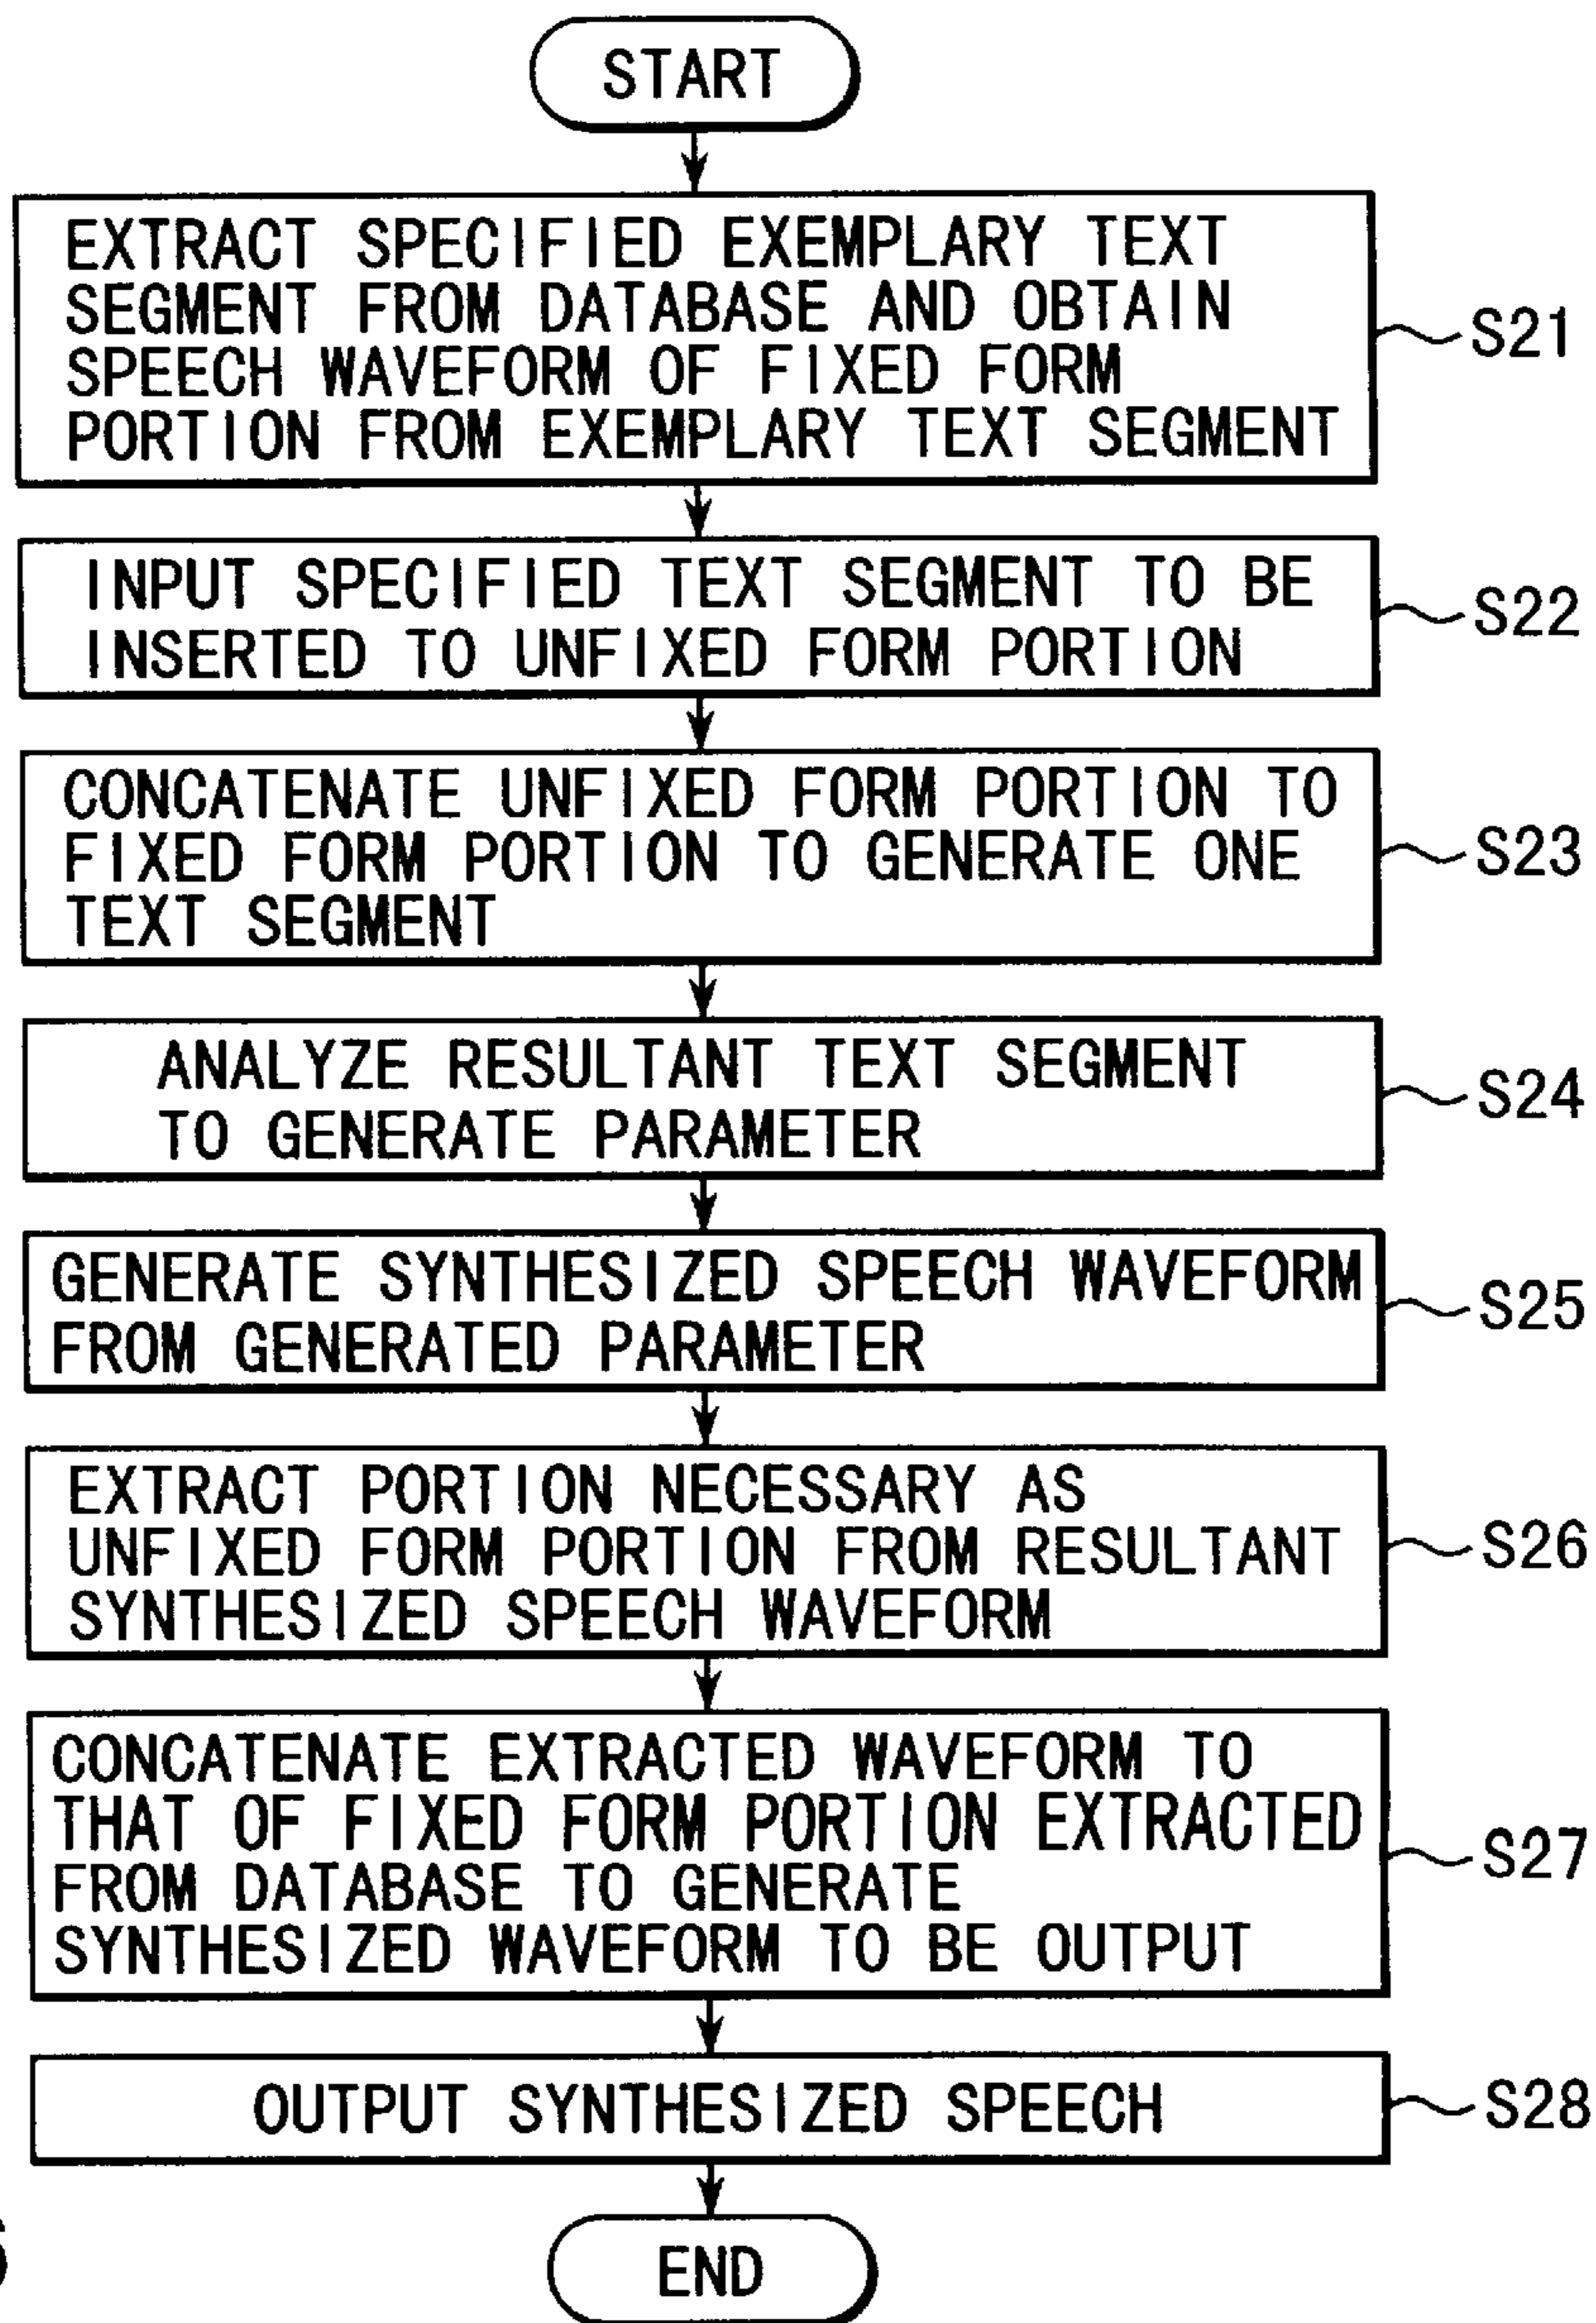 START
EXTRACT SPECIFIED EXEMPLARY TEXT
SEGMENT FROM DATABASE AND OBTAIN
SPEECH WAVEFORM OF FIXED FORM
PORTION FROM EXEMPLARY TEXT SEGMENT
S21
INPUT SPECIFIED TEXT SEGMENT TO BE
INSERTED TO UNFIXED FORM PORTION
S22
CONCATENATE UNFIXED FORM PORTION TO
FIXED FORM PORTION TO GENERATE ONE
TEXT SEGMENT
S23
ANALYZE RESULTANT TEXT SEGMENT
TO GENERATE PARAMETER
S24
GENERATE SYNTHESIZED SPEECH WAVEFORM
FROM GENERATED PARAMETER
S25
EXTRACT PORTION NECESSARY AS
UNFIXED FORM PORTION FROM RESULTANT
SYNTHESIZED SPEECH WAVEFORM
S26
CONCATENATE EXTRACTED WAVEFORM TO
THAT OF FIXED FORM PORTION EXTRACTED
FROM DATABASE TO GENERATE
SYNTHESIZED WAVEFORM TO BE OUTPUT
S27
OUTPUT SYNTHESIZED SPEECH
S28
END